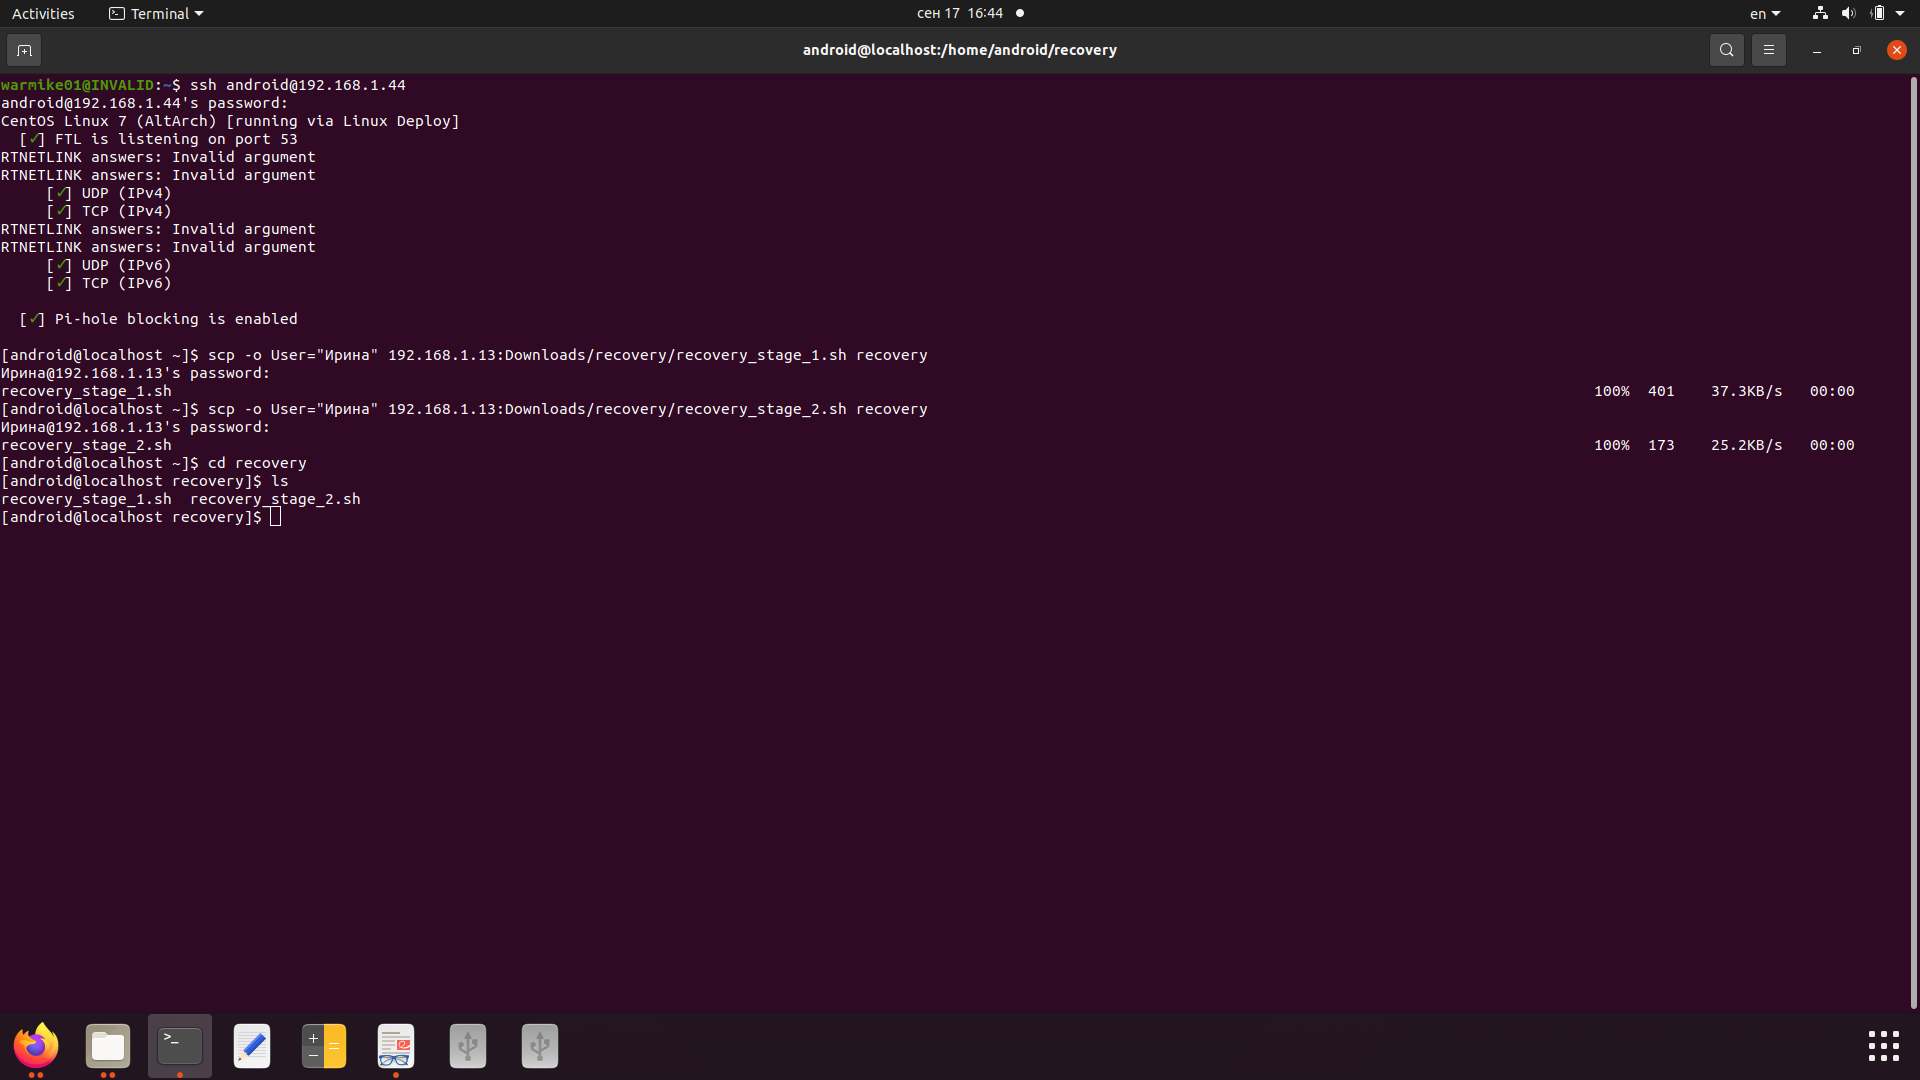 Activities Terminal сен 17 16:44 en
android@localhost:/home/android/recovery
warmike01@INVALID:~$ ssh android@192.168.1.44
android@192.168.1.44's password:
CentOS Linux 7 (AltArch) [running via Linux Deploy]
  [✓] FTL is listening on port 53
RTNETLINK answers: Invalid argument
RTNETLINK answers: Invalid argument
     [✓] UDP (IPv4)
     [✓] TCP (IPv4)
RTNETLINK answers: Invalid argument
RTNETLINK answers: Invalid argument
     [✓] UDP (IPv6)
     [✓] TCP (IPv6)
  [✓] Pi-hole blocking is enabled
[android@localhost ~]$ scp -o User="Ирина" 192.168.1.13:Downloads/recovery/recovery_stage_1.sh recovery
Ирина@192.168.1.13's password:
recovery_stage_1.sh 100% 401 37.3KB/s 00:00
[android@localhost ~]$ scp -o User="Ирина" 192.168.1.13:Downloads/recovery/recovery_stage_2.sh recovery
Ирина@192.168.1.13's password:
recovery_stage_2.sh 100% 173 25.2KB/s 00:00
[android@localhost ~]$ cd recovery
[android@localhost recovery]$ ls
recovery_stage_1.sh  recovery_stage_2.sh
[android@localhost recovery]$